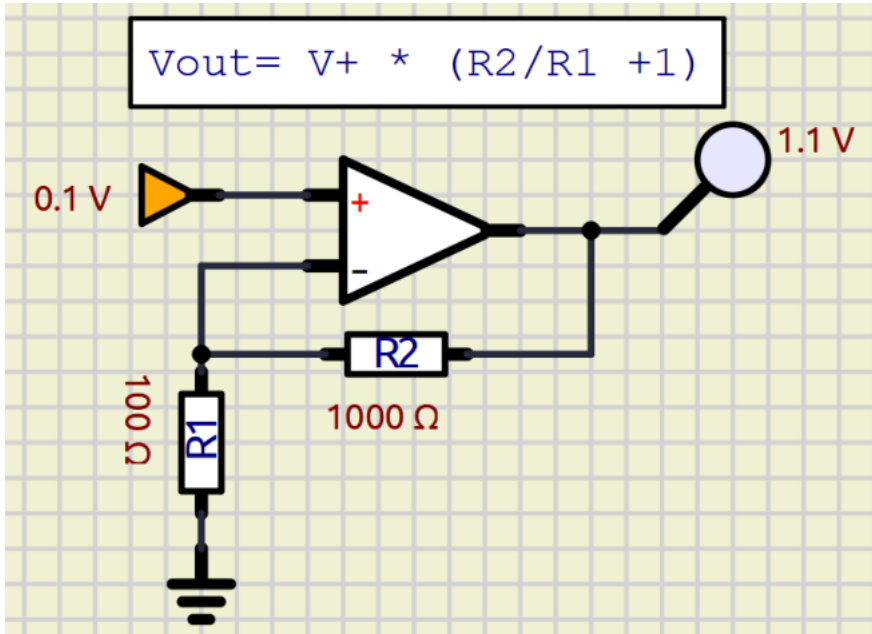 Vout= V+ * (R2/R1 +1)
1.1 V
0.1 V
+
-
R2
1000 Ω
100 Ω
R1